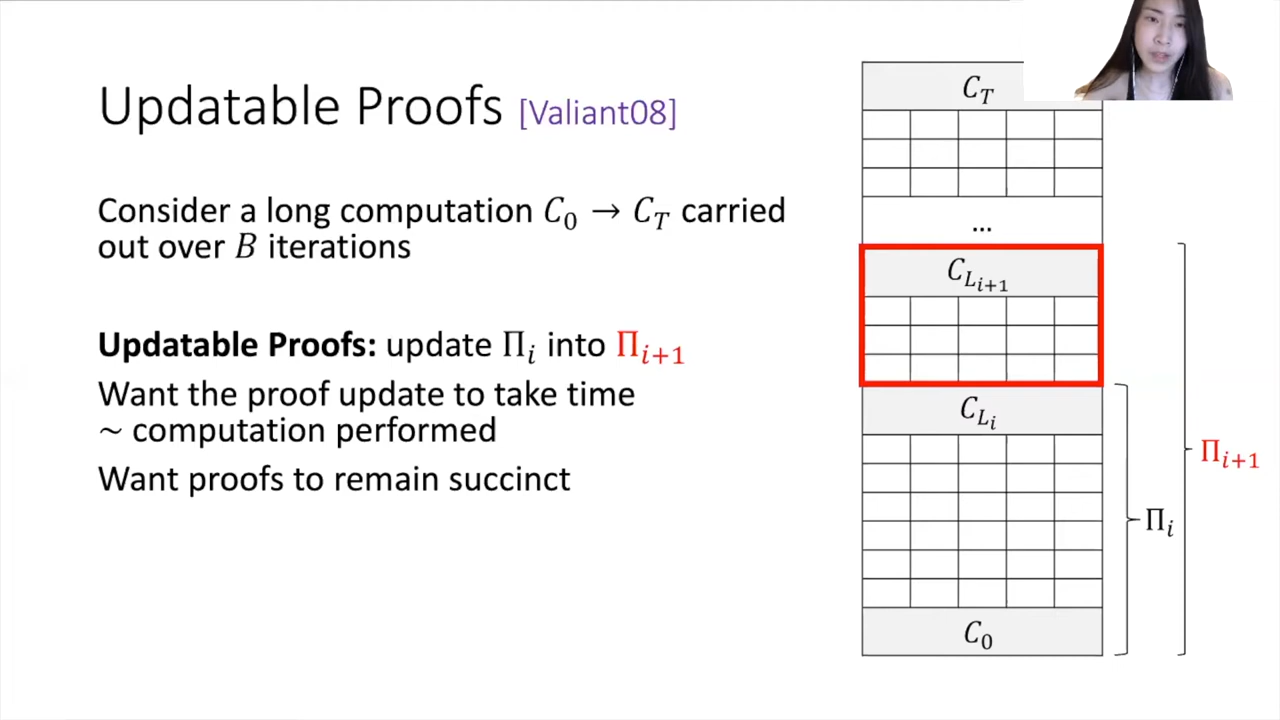 Updatable Proofs [Valiant08]
Consider a long computation 𝐶₀ → 𝐶_𝑇 carried
out over 𝐵 iterations
Updatable Proofs: update Π_𝑖 into Π_{𝑖+1}
Want the proof update to take time
~ computation performed
Want proofs to remain succinct
𝐶_𝑇
...
𝐶_{𝐿_{𝑖+1}}
𝐶_{𝐿_𝑖}
Π_{𝑖+1}
Π_𝑖
𝐶₀